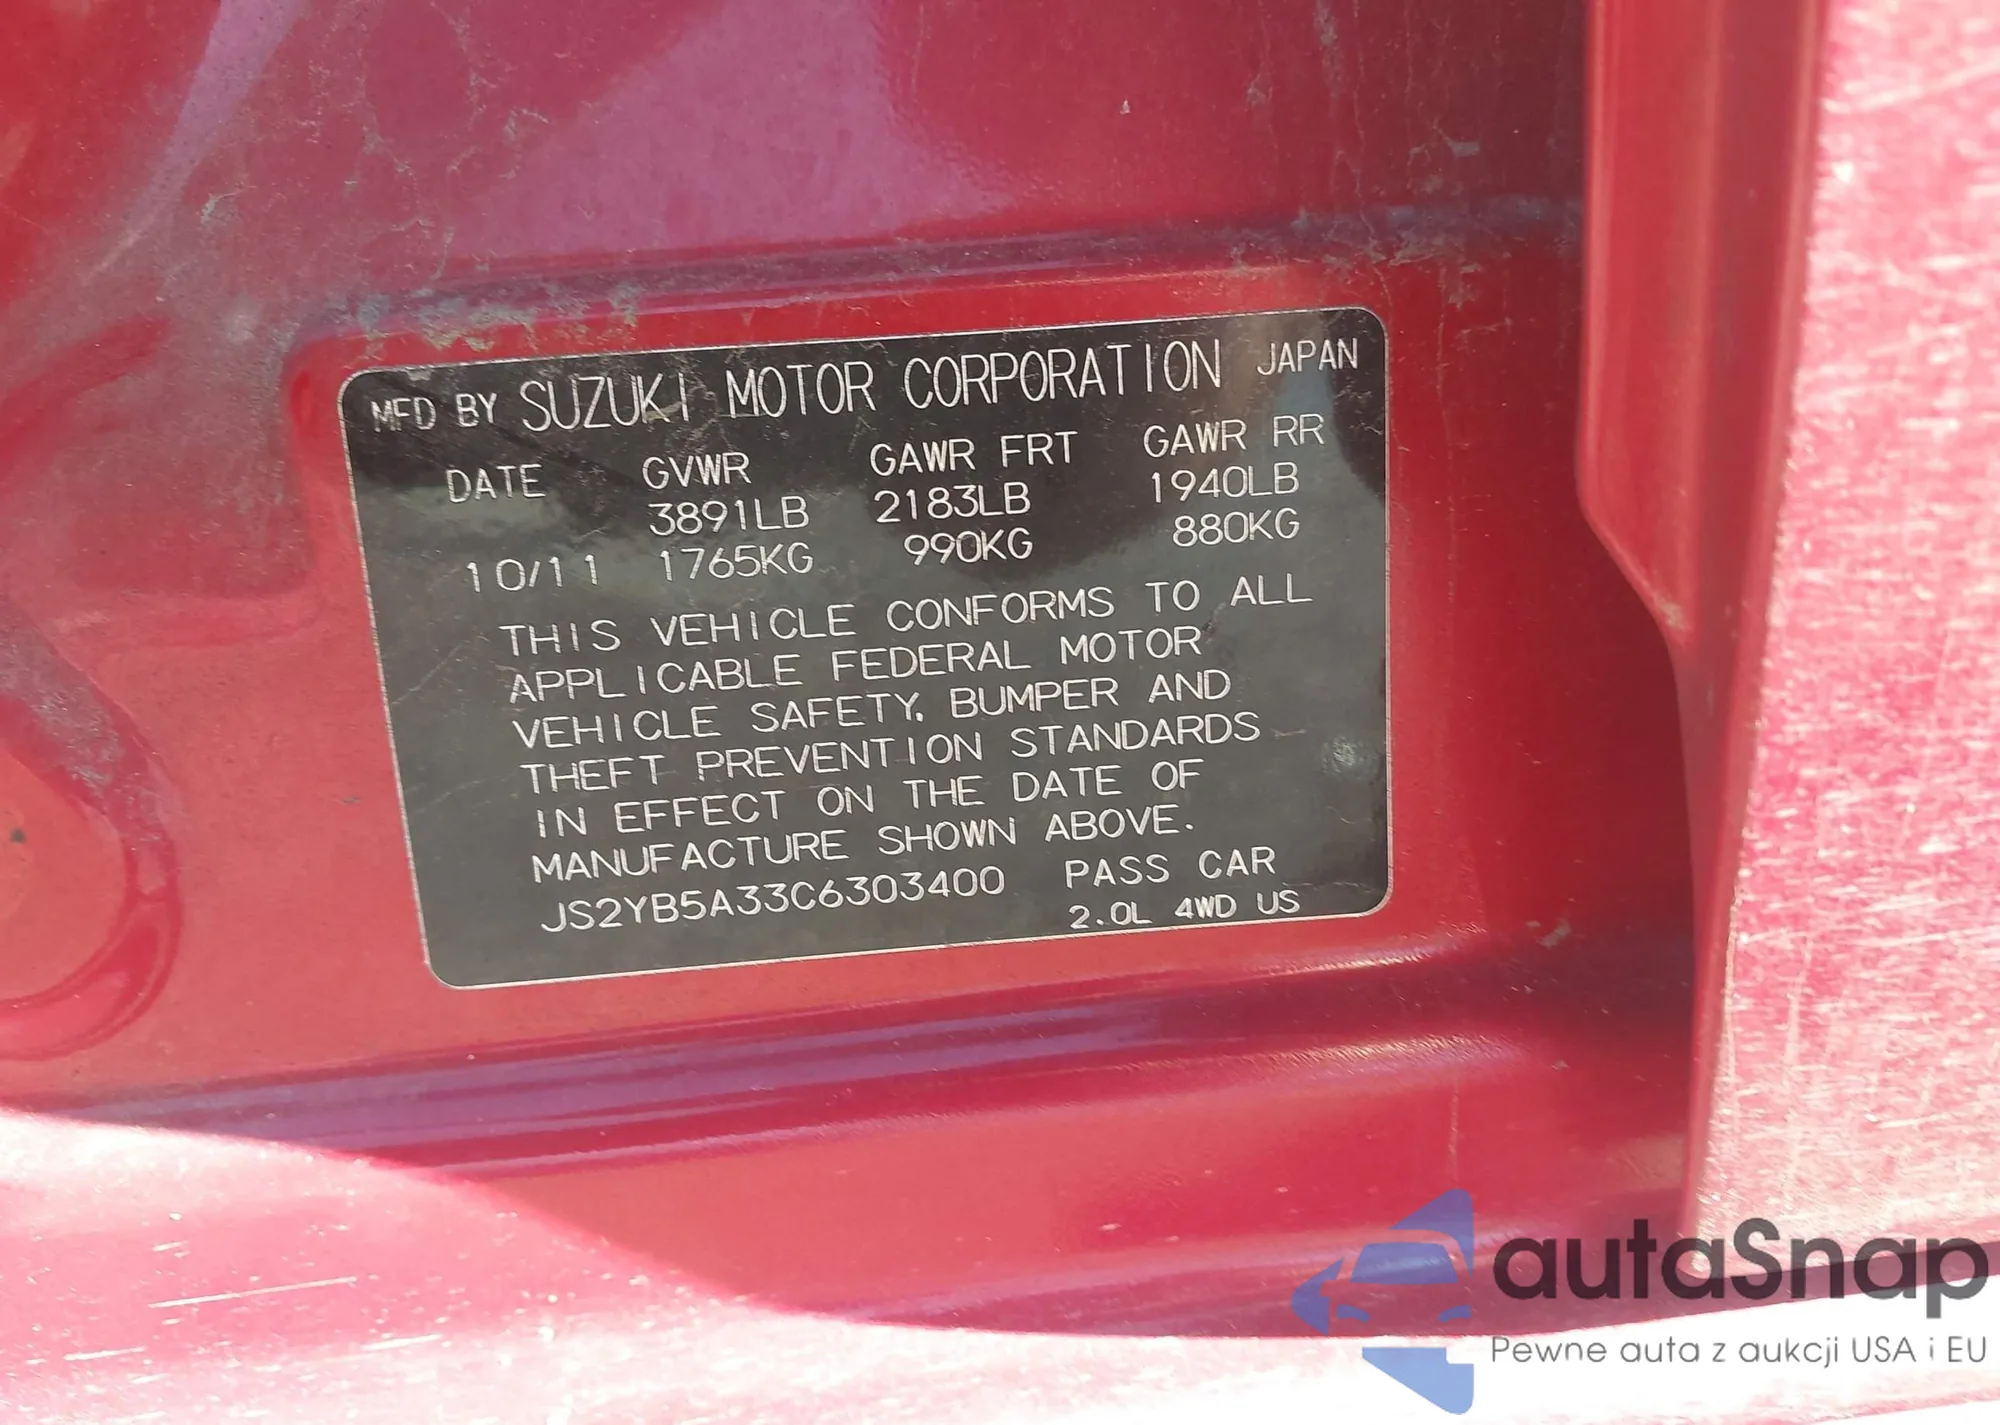 MFD BY SUZUKI MOTOR CORPORATION JAPAN
DATE GVWR GAWR FRT GAWR RR
3891LB 2183LB 1940LB
10/11 1765KG 990KG 880KG
THIS VEHICLE CONFORMS TO ALL
APPLICABLE FEDERAL MOTOR
VEHICLE SAFETY, BUMPER AND
THEFT PREVENTION STANDARDS
IN EFFECT ON THE DATE OF
MANUFACTURE SHOWN ABOVE.
JS2YB5A33C6303400 PASS CAR
2.0L 4WD US
autaSnap
Pewne auta z aukcji USA i EU